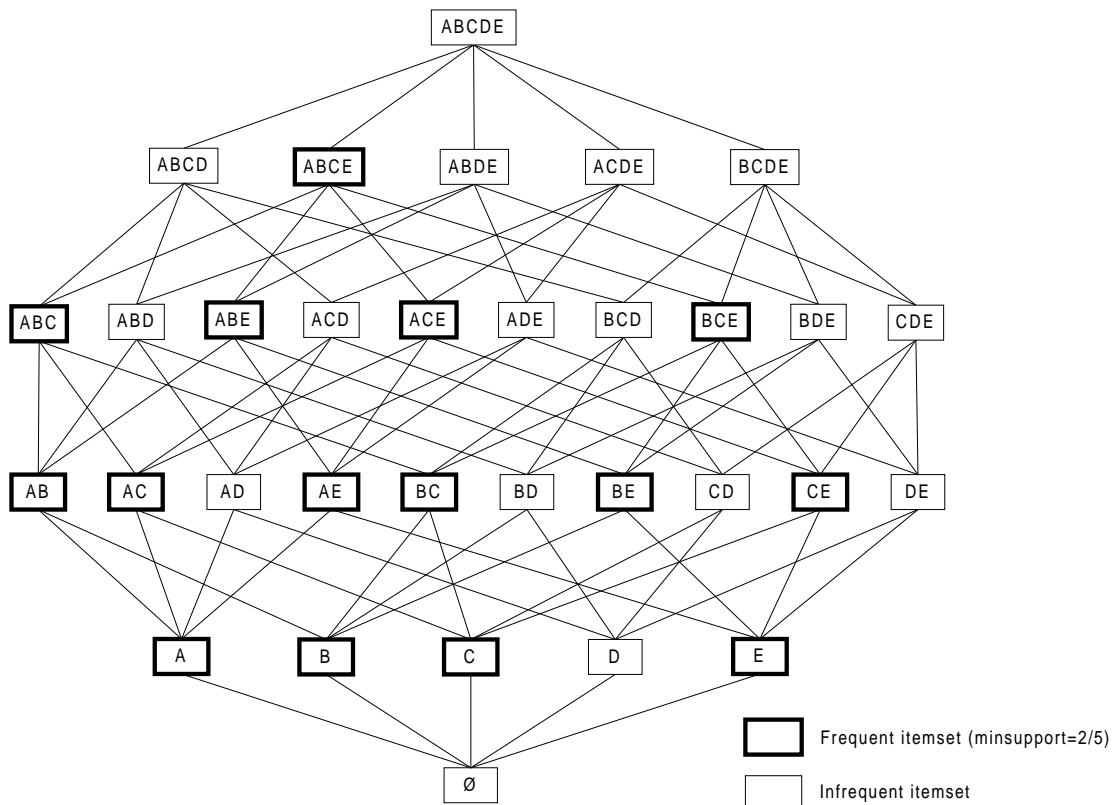 ABCDE
ABCD ABCE ABDE ACDE BCDE
ABC ABD ABE ACD ACE ADE BCD BCE BDE CDE
AB AC AD AE BC BD BE CD CE DE
A B C D E
Ø
Frequent itemset (minsupport=2/5)
Infrequent itemset